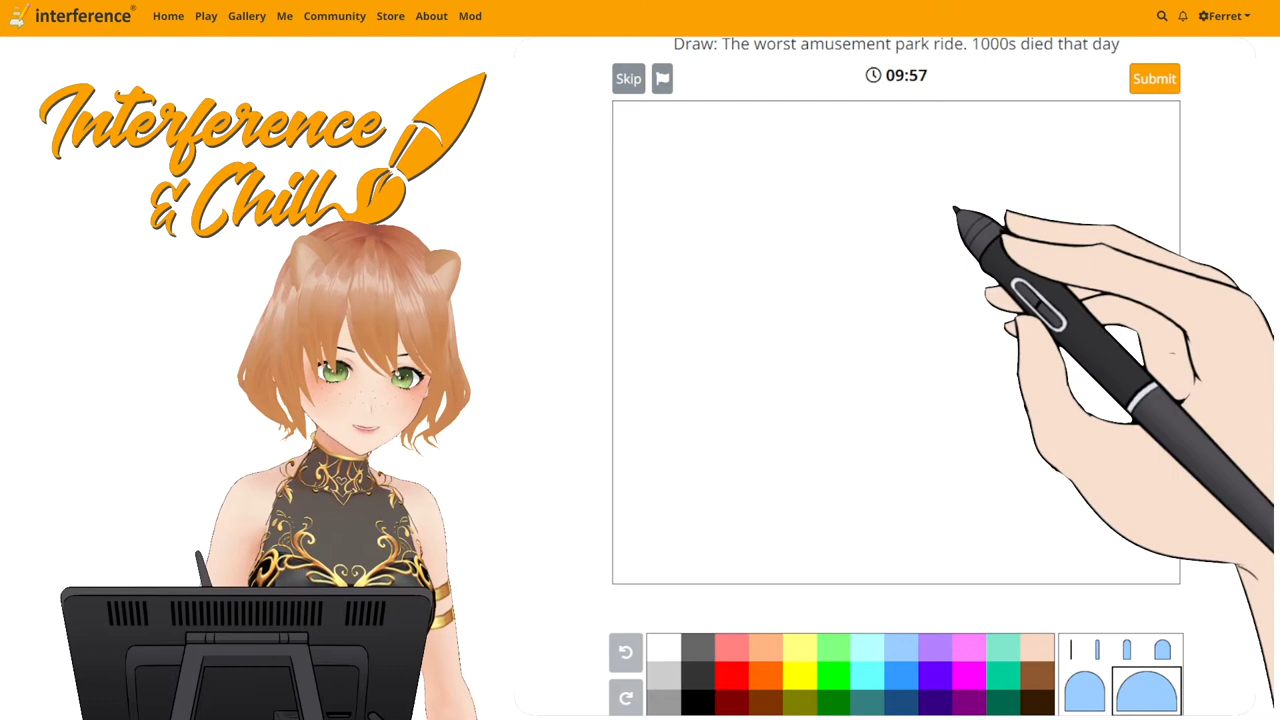 interference®
Home Play Gallery Me Community Store About Mod
Ferret
Interference
& Chill
Draw: The worst amusement park ride. 1000s died that day
Skip
09:57
Submit